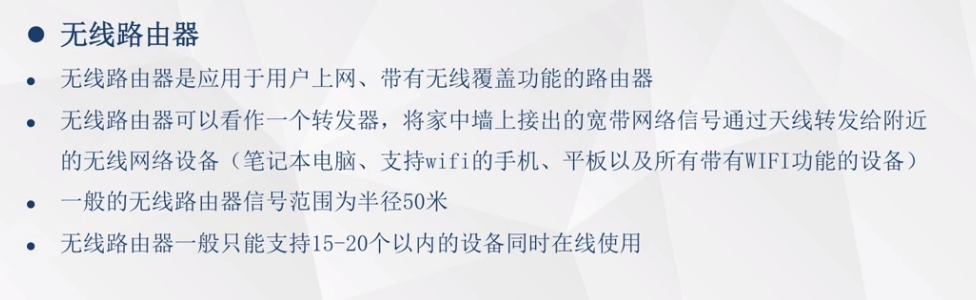 ● 无线路由器
● 无线路由器是应用于用户上网、带有无线覆盖功能的路由器
● 无线路由器可以看作一个转发器，将家中墙上接出的宽带网络信号通过天线转发给附近
的无线网络设备（笔记本电脑、支持wifi的手机、平板以及所有带有WIFI功能的设备）
● 一般的无线路由器信号范围为半径50米
● 无线路由器一般只能支持15-20个以内的设备同时在线使用